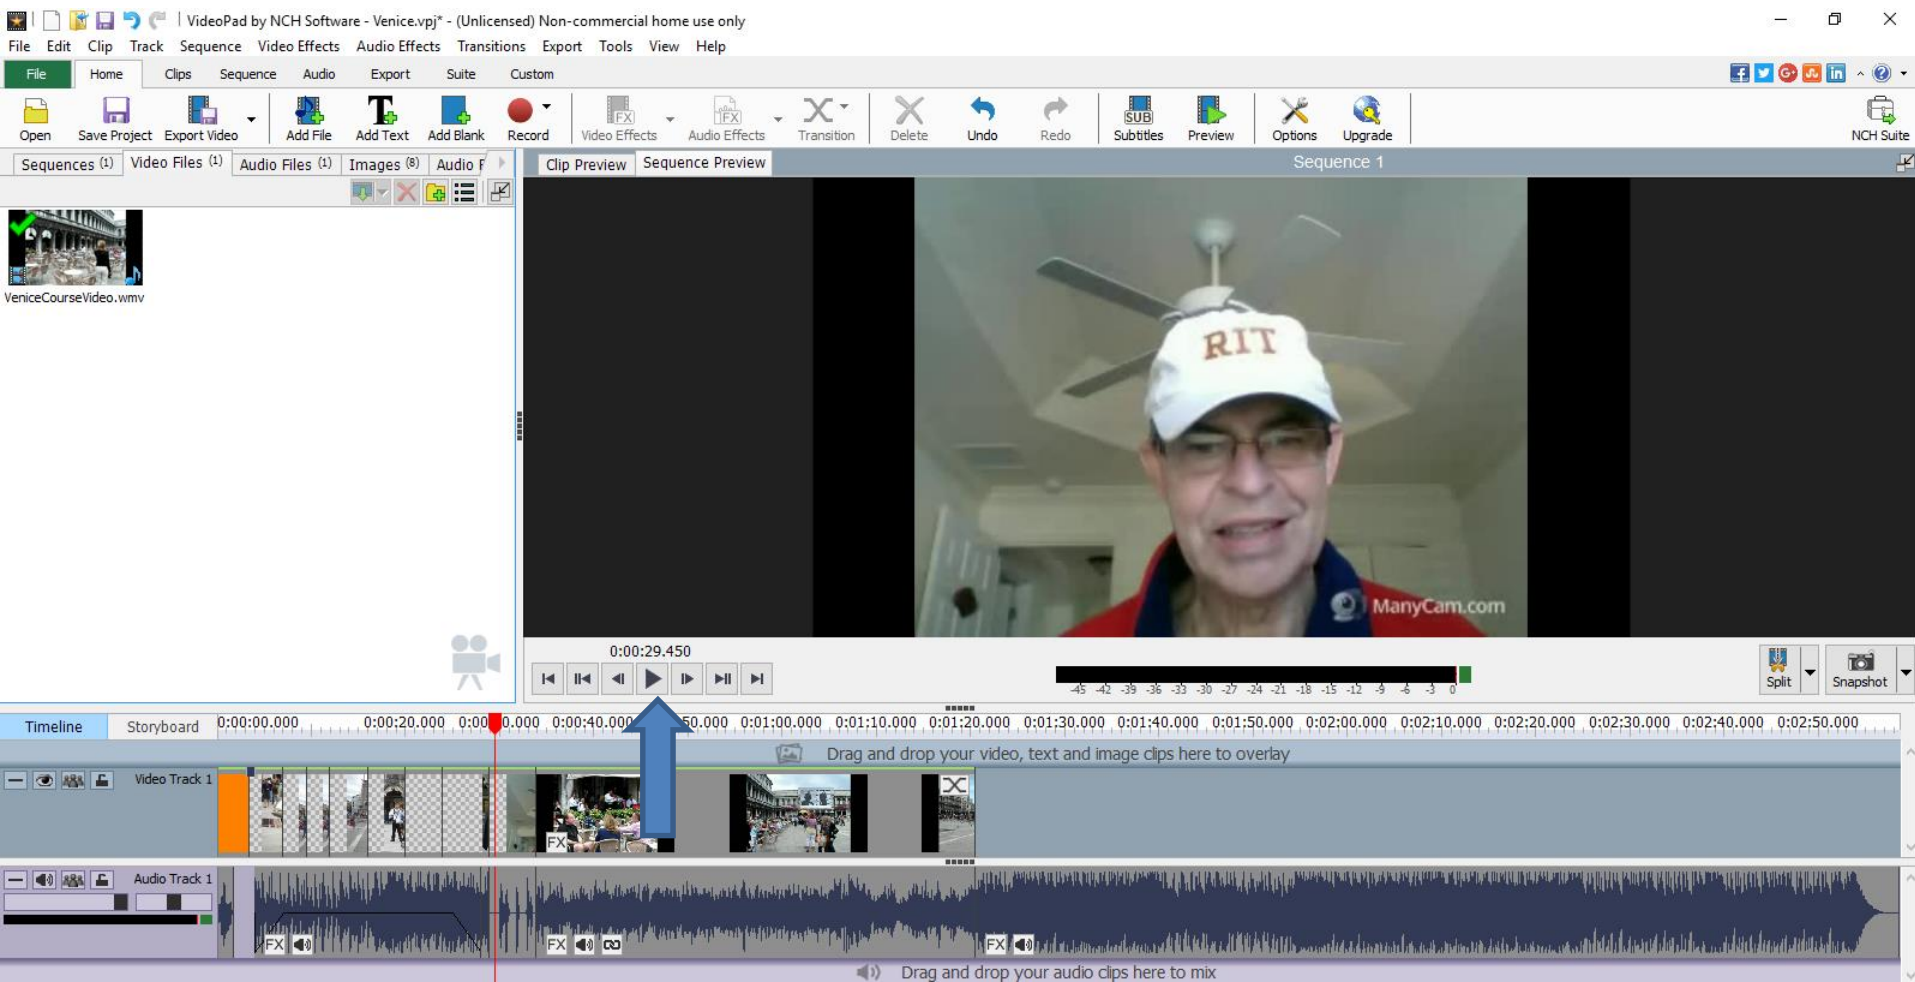 VideoPad by NCH Software - Venice.vpj* - (Unlicensed) Non-commercial home use only
File Edit Clip Track Sequence Video Effects Audio Effects Transitions Export Tools View Help
File Home Clips Sequence Audio Export Suite Custom
Open Save Project Export Video Add File Add Text Add Blank Record Video Effects Audio Effects Transition Delete Undo Redo Subtitles Preview Options Upgrade NCH Suite
Sequences (1) Video Files (1) Audio Files (1) Images (8) Audio Clip Preview Sequence Preview Sequence 1
VeniceCourseVideo.wmv
RIT
ManyCam.com
0:00:29.450
-45 -42 -39 -36 -33 -30 -27 -24 -21 -18 -15 -12 -9 -6 -3 0
Split Snapshot
Timeline Storyboard 0:00:00.000 0:00:20.000 0:00:40.000 0:01:00.000 0:01:10.000 0:01:20.000 0:01:30.000 0:01:40.000 0:01:50.000 0:02:00.000 0:02:10.000 0:02:20.000 0:02:30.000 0:02:40.000 0:02:50.000
Drag and drop your video, text and image clips here to overlay
Video Track 1
FX
Audio Track 1
FX FX FX
Drag and drop your audio clips here to mix